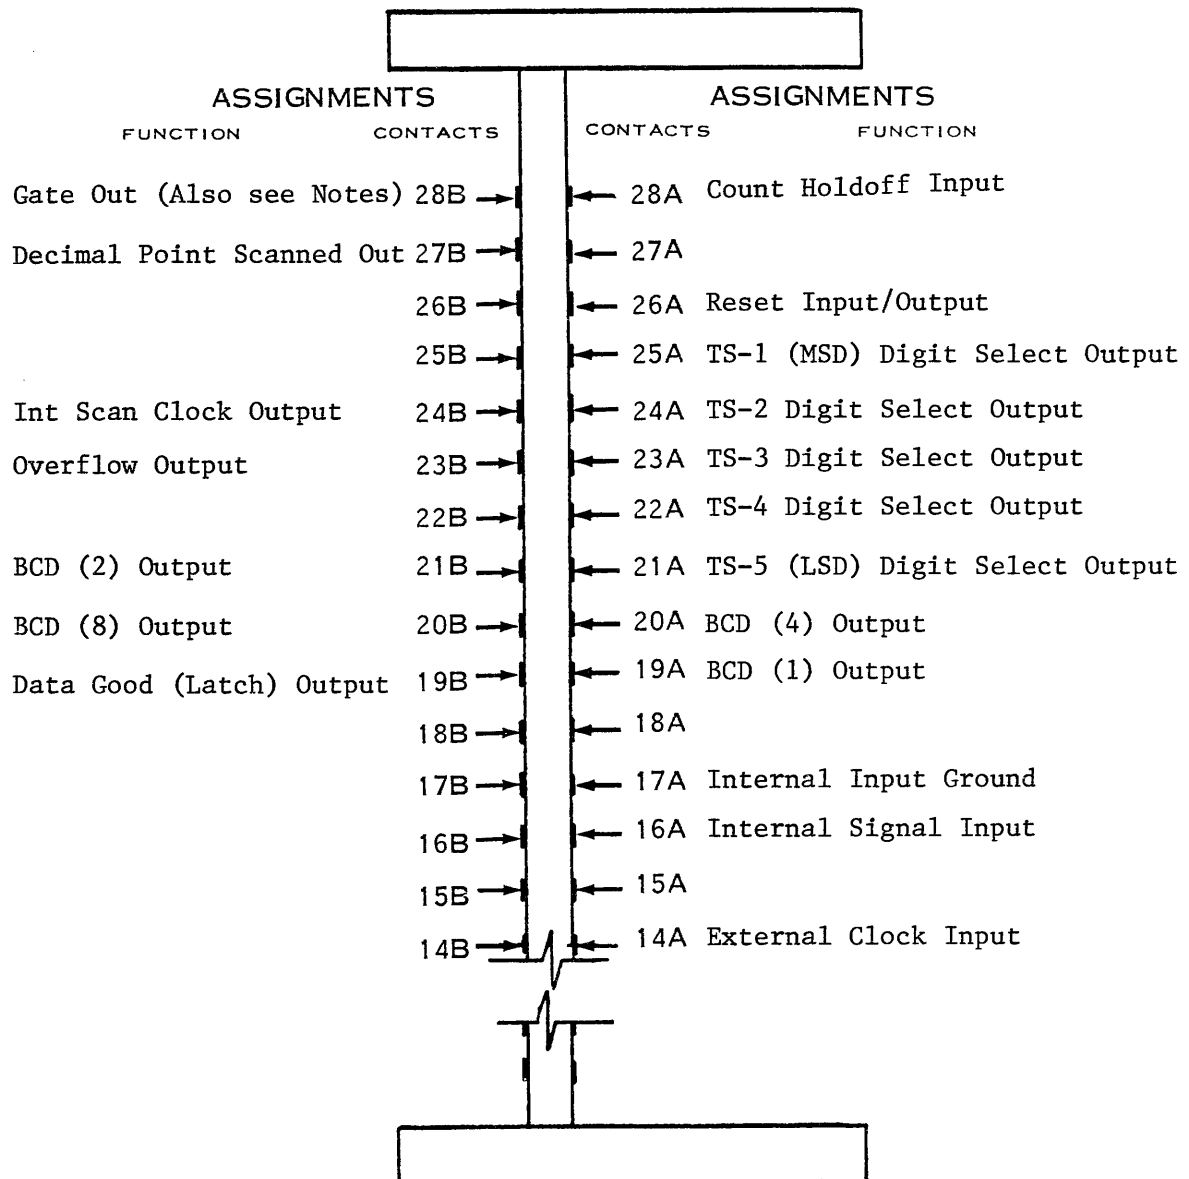 ASSIGNMENTS ASSIGNMENTS
FUNCTION CONTACTS CONTACTS FUNCTION
Gate Out (Also see Notes) 28B 28A Count Holdoff Input
Decimal Point Scanned Out 27B 27A
26B 26A Reset Input/Output
25B 25A TS-1 (MSD) Digit Select Output
Int Scan Clock Output 24B 24A TS-2 Digit Select Output
Overflow Output 23B 23A TS-3 Digit Select Output
22B 22A TS-4 Digit Select Output
BCD (2) Output 21B 21A TS-5 (LSD) Digit Select Output
BCD (8) Output 20B 20A BCD (4) Output
Data Good (Latch) Output 19B 19A BCD (1) Output
18B 18A
17B 17A Internal Input Ground
16B 16A Internal Signal Input
15B 15A
14B 14A External Clock Input